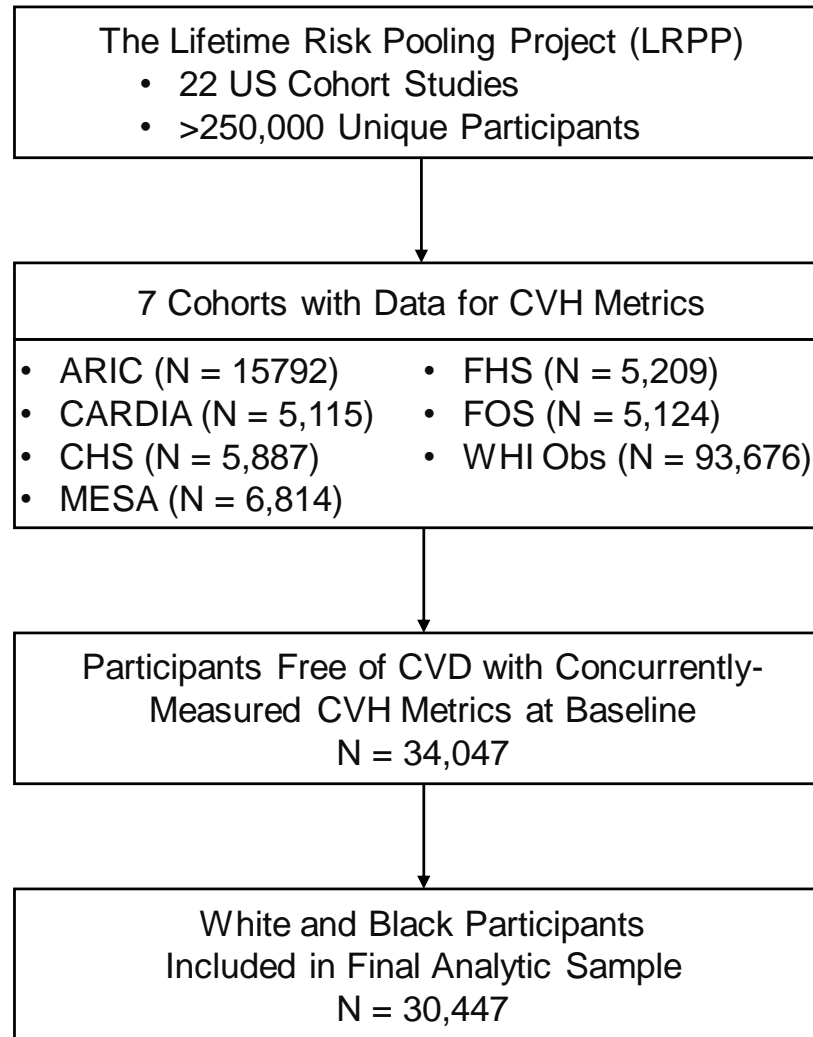 The Lifetime Risk Pooling Project (LRPP)
• 22 US Cohort Studies
• >250,000 Unique Participants
7 Cohorts with Data for CVH Metrics
• ARIC (N = 15792)
• CARDIA (N = 5,115)
• CHS (N = 5,887)
• MESA (N = 6,814)
• FHS (N = 5,209)
• FOS (N = 5,124)
• WHI Obs (N = 93,676)
Participants Free of CVD with Concurrently-
Measured CVH Metrics at Baseline
N = 34,047
White and Black Participants
Included in Final Analytic Sample
N = 30,447